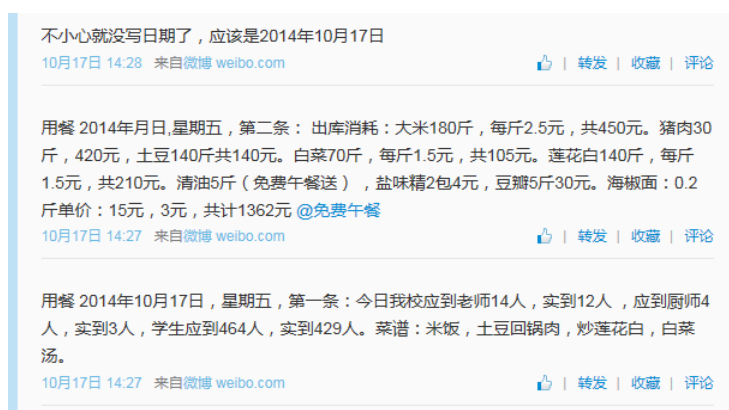 不小心就没写日期了，应该是2014年10月17日
10月17日 14:28 来自微博 weibo.com | 转发 | 收藏 | 评论
用餐 2014年月日,星期五，第二条： 出库消耗：大米180斤，每斤2.5元，共450元。猪肉30
斤，420元，土豆140斤共140元。白菜70斤，每斤1.5元，共105元。莲花白140斤，每斤
1.5元，共210元。清油5斤（免费午餐送） ，盐味精2包4元，豆瓣5斤30元。海椒面：0.2
斤单价：15元，3元，共计1362元 @免费午餐
10月17日 14:27 来自微博 weibo.com | 转发 | 收藏 | 评论
用餐 2014年10月17日，星期五，第一条：今日我校应到老师14人，实到12人 ，应到厨师4
人，实到3人，学生应到464人，实到429人。菜谱：米饭，土豆回锅肉，炒莲花白，白菜
汤。
10月17日 14:27 来自微博 weibo.com | 转发 | 收藏 | 评论